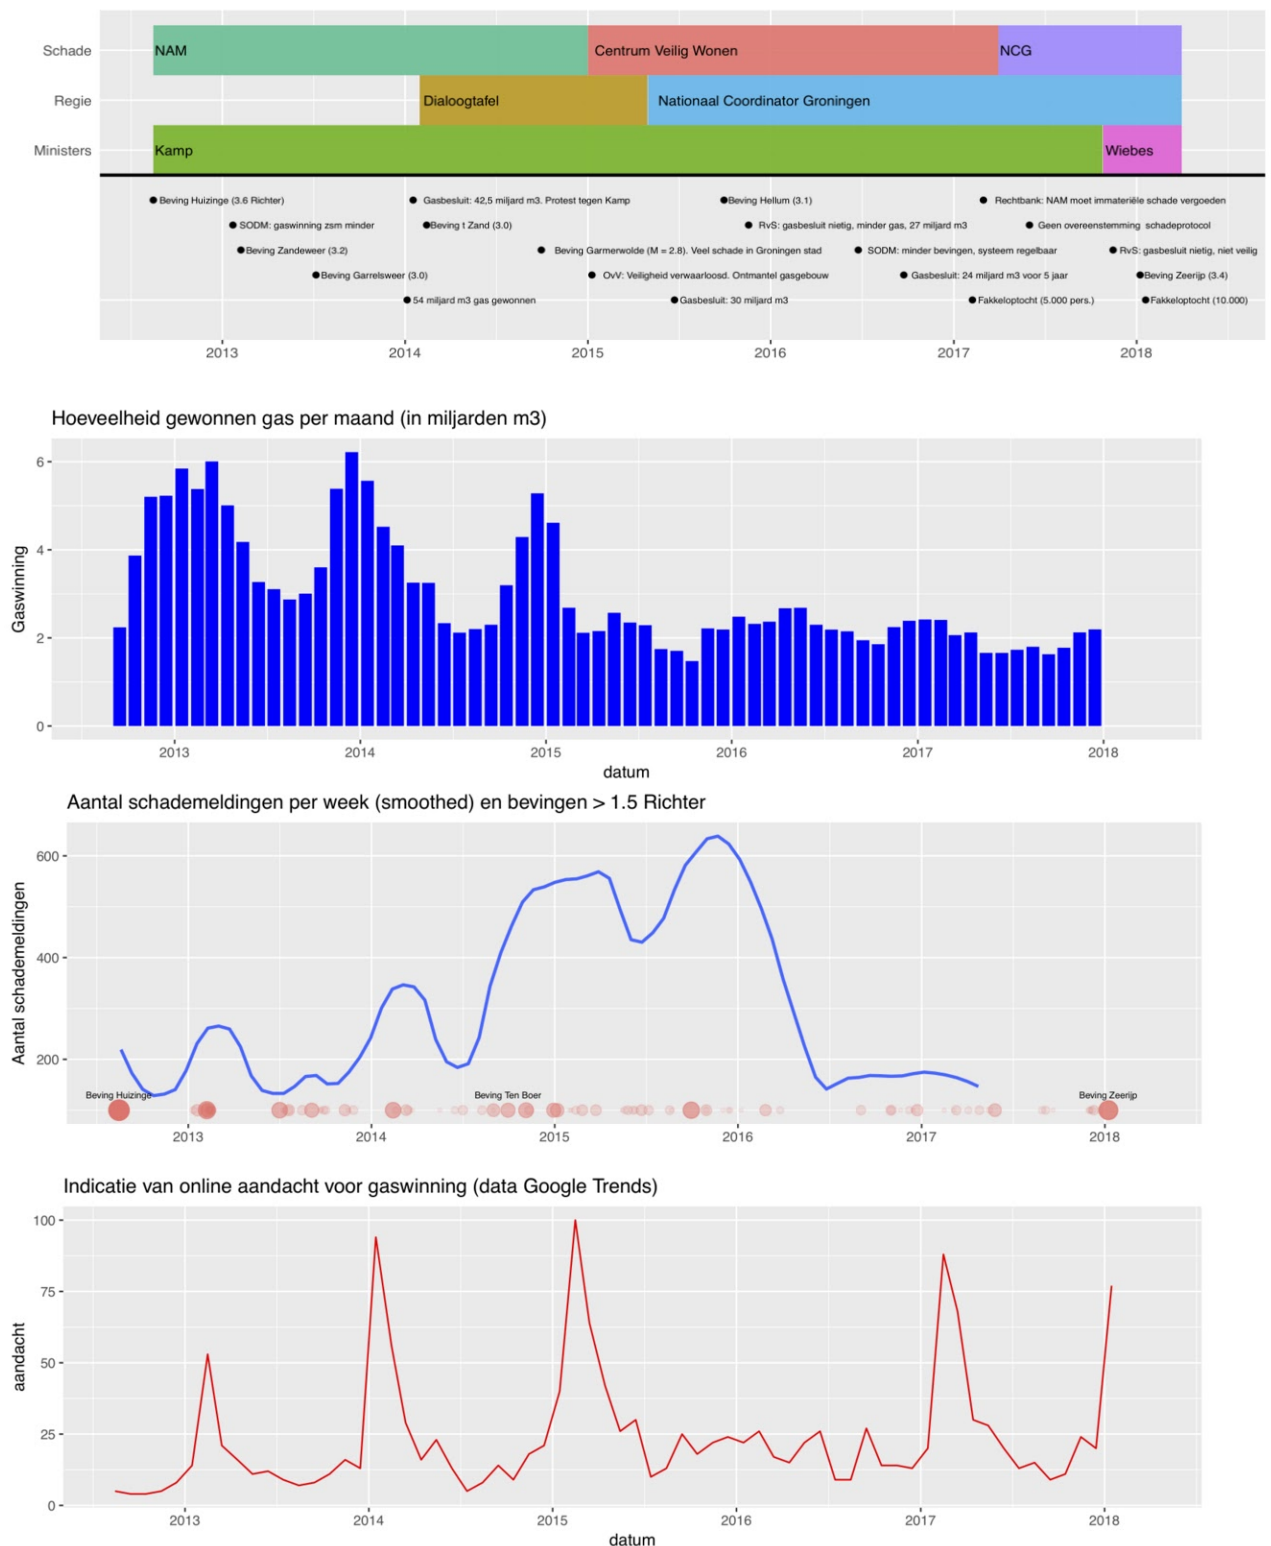 Schade
NAM
Centrum Veilig Wonen
NCG
Regie
Dialoogtafel
Nationaal Coordinator Groningen
Ministers
Kamp
Wiebes
Beving Huizinge (3.6 Richter)
Gasbesluit: 42,5 miljard m3. Protest tegen Kamp
Beving Hellum (3.1)
Rechtbank: NAM moet immateriële schade vergoeden
SODM: gaswinning zsm minder
Beving t Zand (3.0)
RvS: gasbesluit nietig, minder gas, 27 miljard m3
Geen overeenstemming schadeprotocol
Beving Zandeweer (3.2)
Beving Garmerwolde (M = 2.8). Veel schade in Groningen stad
SODM: minder bevingen, systeem regelbaar
RvS: gasbesluit nietig, niet veilig
Beving Garrelsweer (3.0)
OvV: Veiligheid verwaarloosd. Ontmantel gasgebouw
Gasbesluit: 24 miljard m3 voor 5 jaar
Beving Zeerijp (3.4)
54 miljard m3 gas gewonnen
Gasbesluit: 30 miljard m3
Fakkeloptocht (5.000 pers.)
Fakkeloptocht (10.000)
2013 2014 2015 2016 2017 2018
Hoeveelheid gewonnen gas per maand (in miljarden m3)
Gaswinning
6
4
2
0
2013 2014 2015 2016 2017 2018
datum
Aantal schademeldingen per week (smoothed) en bevingen > 1.5 Richter
Aantal schademeldingen
600
400
200
Beving Huizinge
Beving Ten Boer
Beving Zeerijp
2013 2014 2015 2016 2017 2018
Indicatie van online aandacht voor gaswinning (data Google Trends)
aandacht
100
75
50
25
0
2013 2014 2015 2016 2017 2018
datum